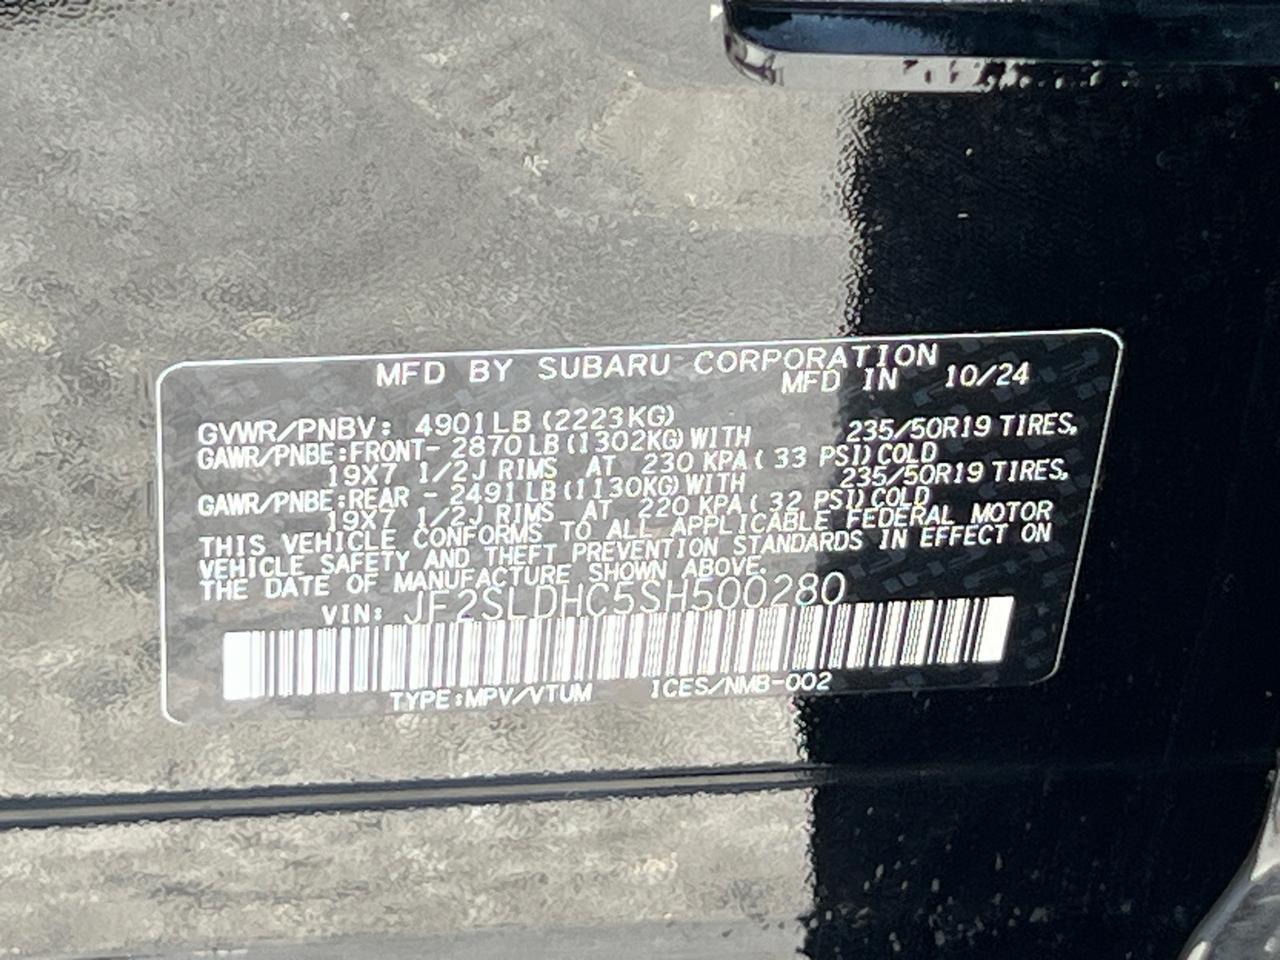 MFD BY SUBARU CORPORATION
MFD IN 10/24
GVWR/PNBV: 4901LB(2223KG)
GAWR/PNBE:FRONT- 2870LB(1302KG)WITH 235/50R19 TIRES,
19X7 1/2J RIMS AT 230 KPA( 33 PSI)COLD
GAWR/PNBE:REAR - 2491LB(1130KG)WITH 235/50R19 TIRES,
19X7 1/2J RIMS AT 220 KPA( 32 PSI)COLD
THIS VEHICLE CONFORMS TO ALL APPLICABLE FEDERAL MOTOR
VEHICLE SAFETY AND THEFT PREVENTION STANDARDS IN EFFECT ON
THE DATE OF MANUFACTURE SHOWN ABOVE.
VIN: JF2SLDHC5SH500280
TYPE:MPV/VTUM ICES/NMB-002